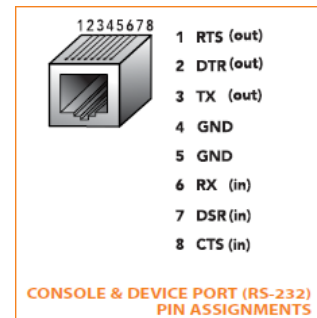 12345678
1 RTS (out)
2 DTR (out)
3 TX (out)
4 GND
5 GND
6 RX (in)
7 DSR (in)
8 CTS (in)
CONSOLE & DEVICE PORT (RS-232)
PIN ASSIGNMENTS